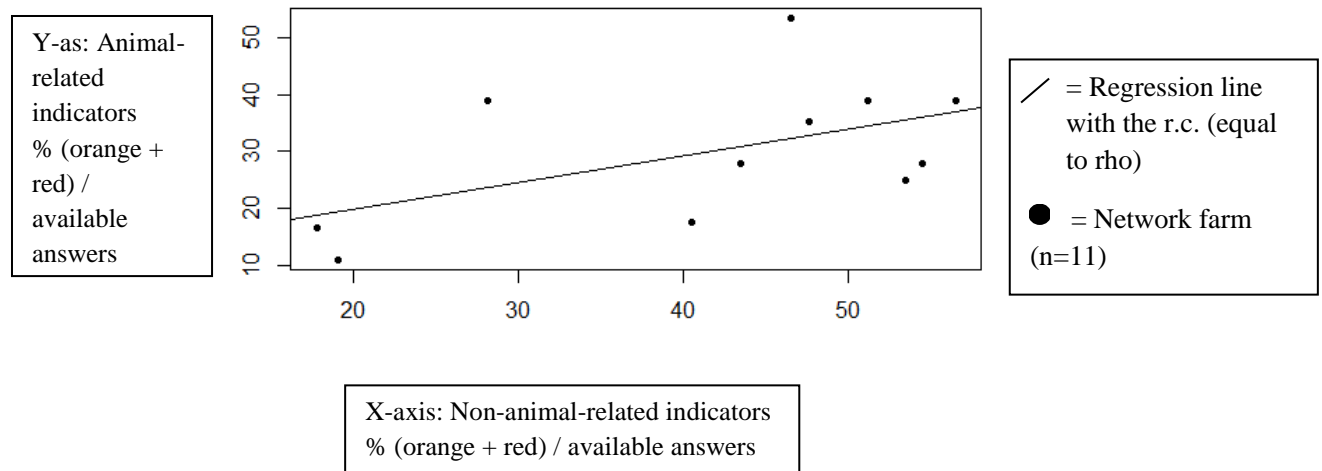 Y-as: Animal-
related
indicators
% (orange +
red) /
available
answers
50
40
30
20
10
20 30 40 50
= Regression line
with the r.c. (equal
to rho)
= Network farm
(n=11)
X-axis: Non-animal-related indicators
% (orange + red) / available answers